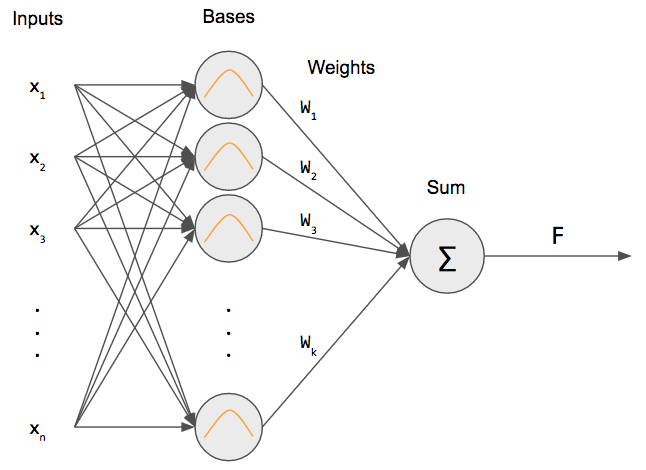 Inputs
Bases
Weights
Sum
x1
x2
x3
.
.
.
xn
.
.
.
W1
W2
W3
Wk
Σ
F